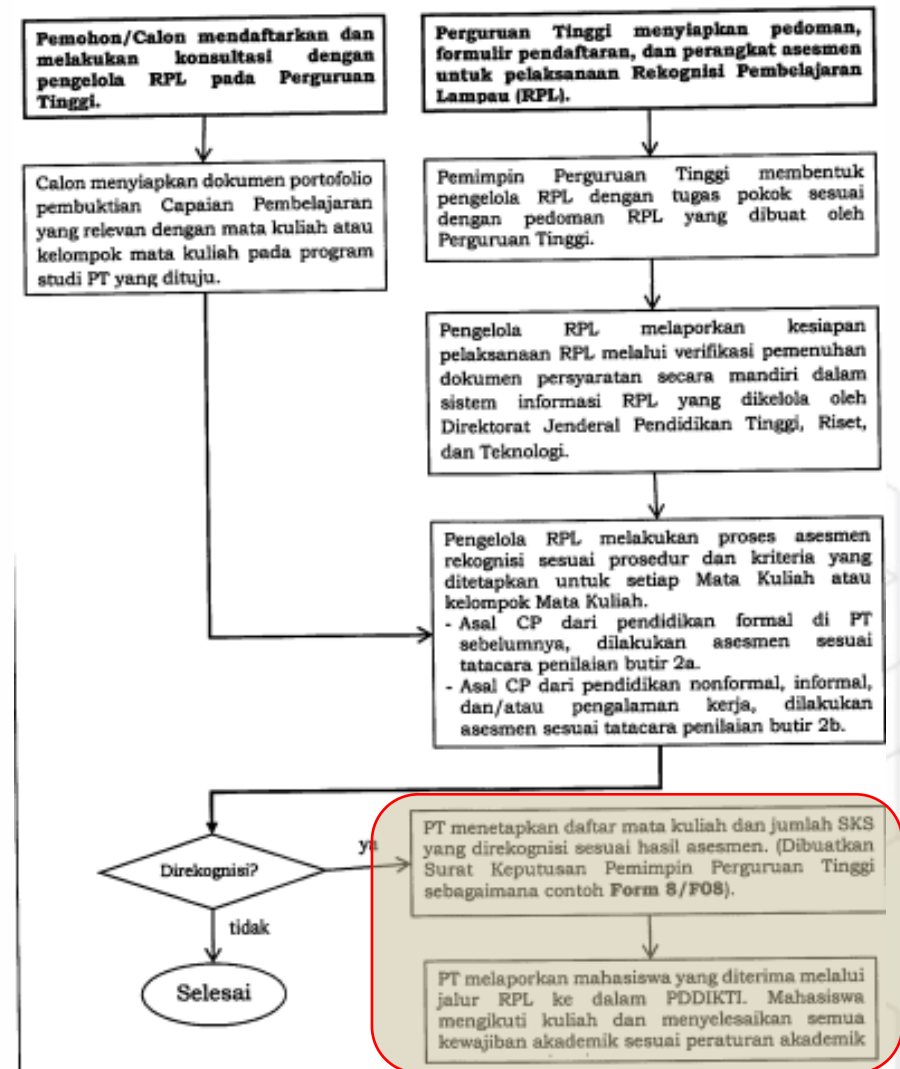 Pemohon/Calon mendaftarkan dan
melakukan konsultasi dengan
pengelola RPL pada Perguruan
Tinggi.
Perguruan Tinggi menyiapkan pedoman,
formulir pendaftaran, dan perangkat asesmen
untuk pelaksanaan Rekognisi Pembelajaran
Lampau (RPL).
Calon menyiapkan dokumen portofolio
pembuktian Capaian Pembelajaran
yang relevan dengan mata kuliah atau
kelompok mata kuliah pada program
studi PT yang dituju.
Pemimpin Perguruan Tinggi membentuk
pengelola RPL dengan tugas pokok sesuai
dengan pedoman RPL yang dibuat oleh
Perguruan Tinggi.
Pengelola RPL melaporkan kesiapan
pelaksanaan RPL melalui verifikasi pemenuhan
dokumen persyaratan secara mandiri dalam
sistem informasi RPL yang dikelola oleh
Direktorat Jenderal Pendidikan Tinggi, Riset,
dan Teknologi.
Pengelola RPL melakukan proses asesmen
rekognisi sesuai prosedur dan kriteria yang
ditetapkan untuk setiap Mata Kuliah atau
kelompok Mata Kuliah.
- Asal CP dari pendidikan formal di PT
sebelumnya, dilakukan asesmen sesuai
tatacara penilaian butir 2a.
- Asal CP dari pendidikan nonformal, informal,
dan/atau pengalaman kerja, dilakukan
asesmen sesuai tatacara penilaian butir 2b.
Direkognisi?
ya
tidak
Selesai
PT menetapkan daftar mata kuliah dan jumlah SKS
yang direkognisi sesuai hasil asesmen. (Dibuatkan
Surat Keputusan Pemimpin Perguruan Tinggi
sebagaimana contoh Form 8/F08).
PT melaporkan mahasiswa yang diterima melalui
jalur RPL ke dalam PDDIKTI. Mahasiswa
mengikuti kuliah dan menyelesaikan semua
kewajiban akademik sesuai peraturan akademik